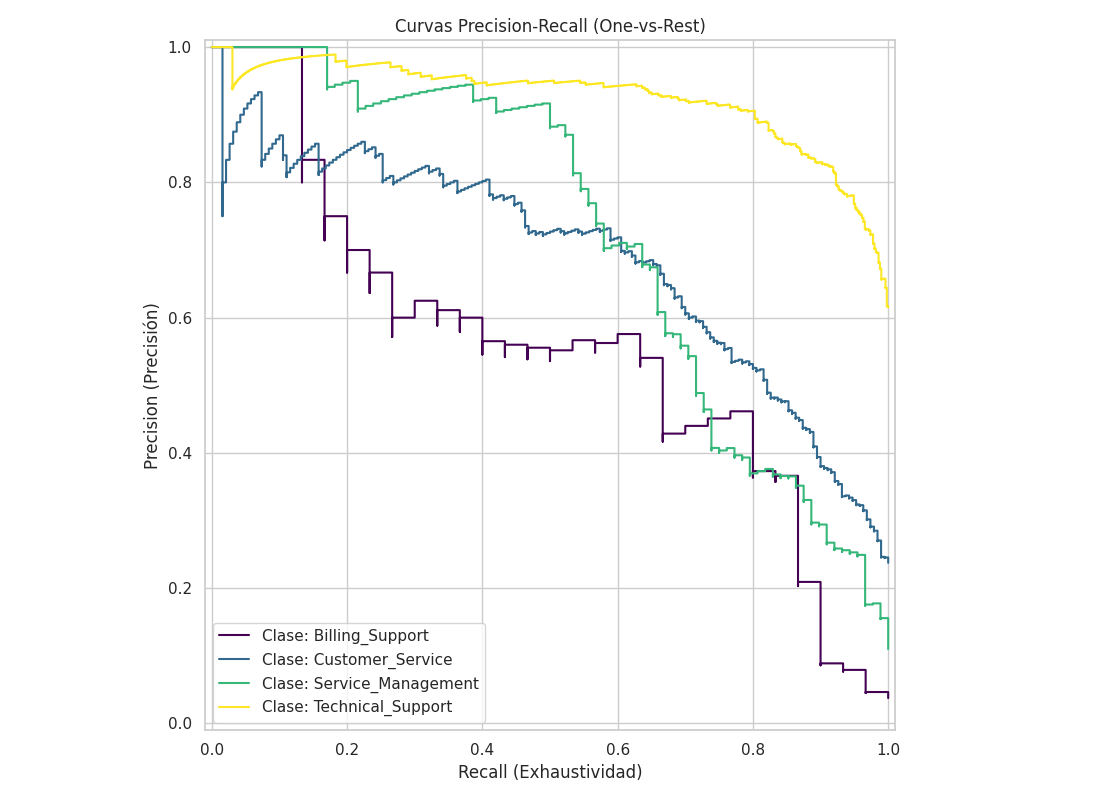 Curvas Precision-Recall (One-vs-Rest)
Precision (Precisión)
1.0
0.8
0.6
0.4
0.2
0.0
Clase: Billing_Support
Clase: Customer_Service
Clase: Service_Management
Clase: Technical_Support
0.0 0.2 0.4 0.6 0.8 1.0
Recall (Exhaustividad)